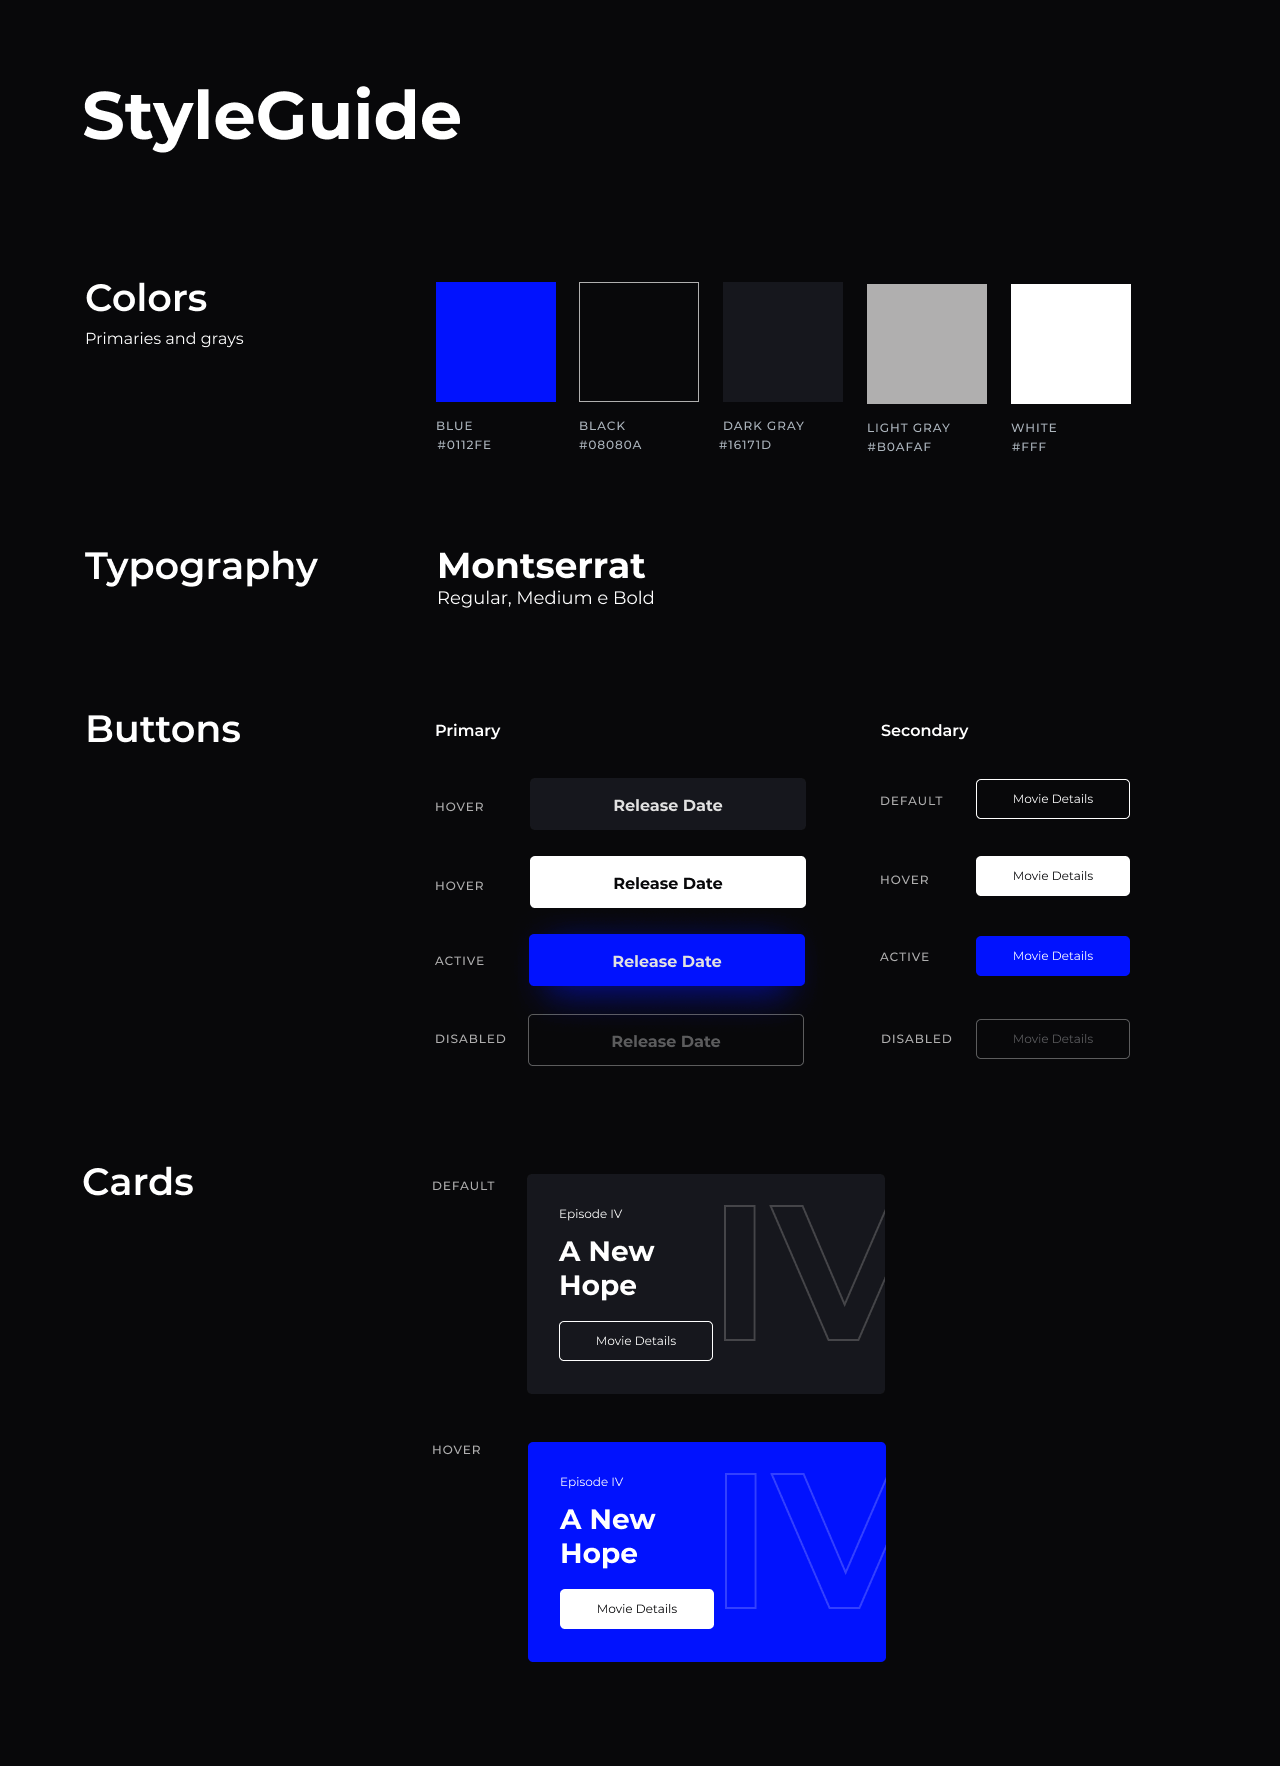 StyleGuide
Colors
Primaries and grays
BLUE
#0112FE
BLACK
#08080A
DARK GRAY
#16171D
LIGHT GRAY
#B0AFAF
WHITE
#FFF
Typography
Montserrat
Regular, Medium e Bold
Buttons
Primary
Secondary
HOVER
Release Date
DEFAULT
Movie Details
HOVER
Release Date
HOVER
Movie Details
ACTIVE
Release Date
ACTIVE
Movie Details
DISABLED
Release Date
DISABLED
Movie Details
Cards
DEFAULT
Episode IV
A New
Hope
Movie Details
IV
HOVER
Episode IV
A New
Hope
Movie Details
IV